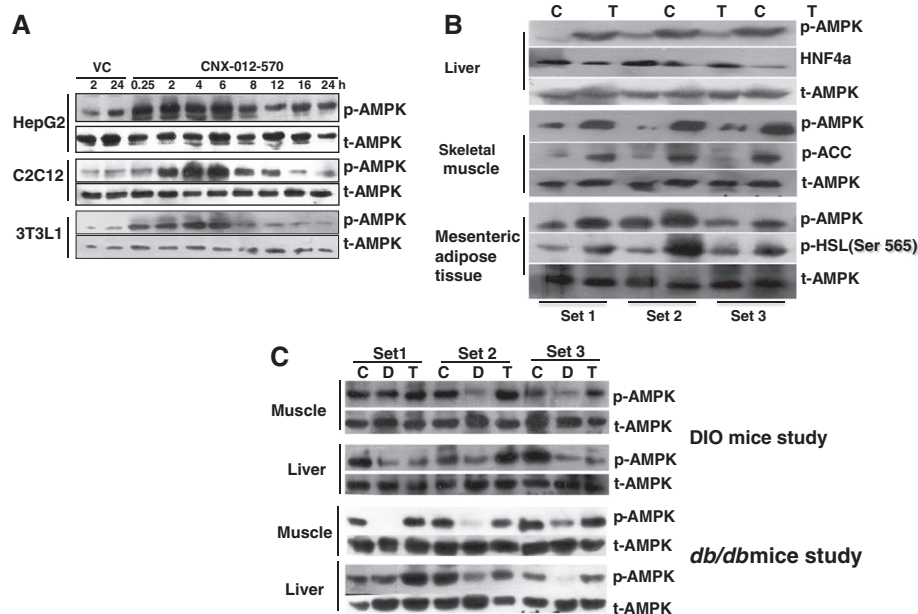 A
VC CNX-012-570
2 24 0.25 2 4 6 8 12 16 24 h
HepG2
p-AMPK
t-AMPK
C2C12
p-AMPK
t-AMPK
3T3L1
p-AMPK
t-AMPK
B
C T C T C T
Liver
p-AMPK
HNF4a
t-AMPK
Skeletal
muscle
p-AMPK
p-ACC
t-AMPK
Mesenteric
adipose
tissue
p-AMPK
p-HSL(Ser 565)
t-AMPK
Set 1 Set 2 Set 3
C
Set1 Set 2 Set 3
C D T C D T C D T
Muscle
p-AMPK
t-AMPK
Liver
p-AMPK
t-AMPK
DIO mice study
Muscle
p-AMPK
t-AMPK
Liver
p-AMPK
t-AMPK
db/dbmice study